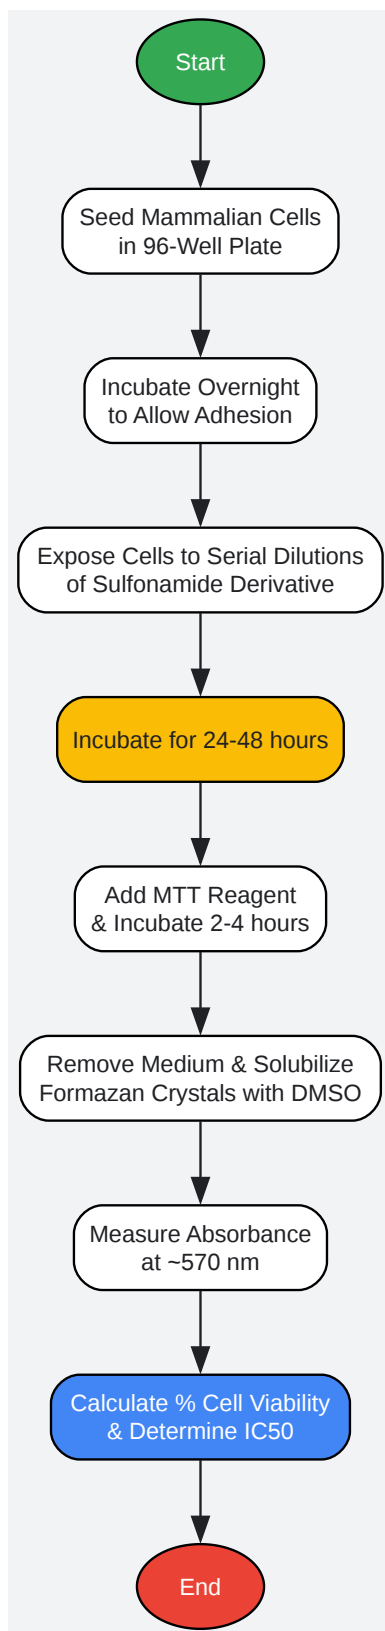 Start
Seed Mammalian Cells
in 96-Well Plate
Incubate Overnight
to Allow Adhesion
Expose Cells to Serial Dilutions
of Sulfonamide Derivative
Incubate for 24-48 hours
Add MTT Reagent
& Incubate 2-4 hours
Remove Medium & Solubilize
Formazan Crystals with DMSO
Measure Absorbance
at ~570 nm
Calculate % Cell Viability
& Determine IC50
End